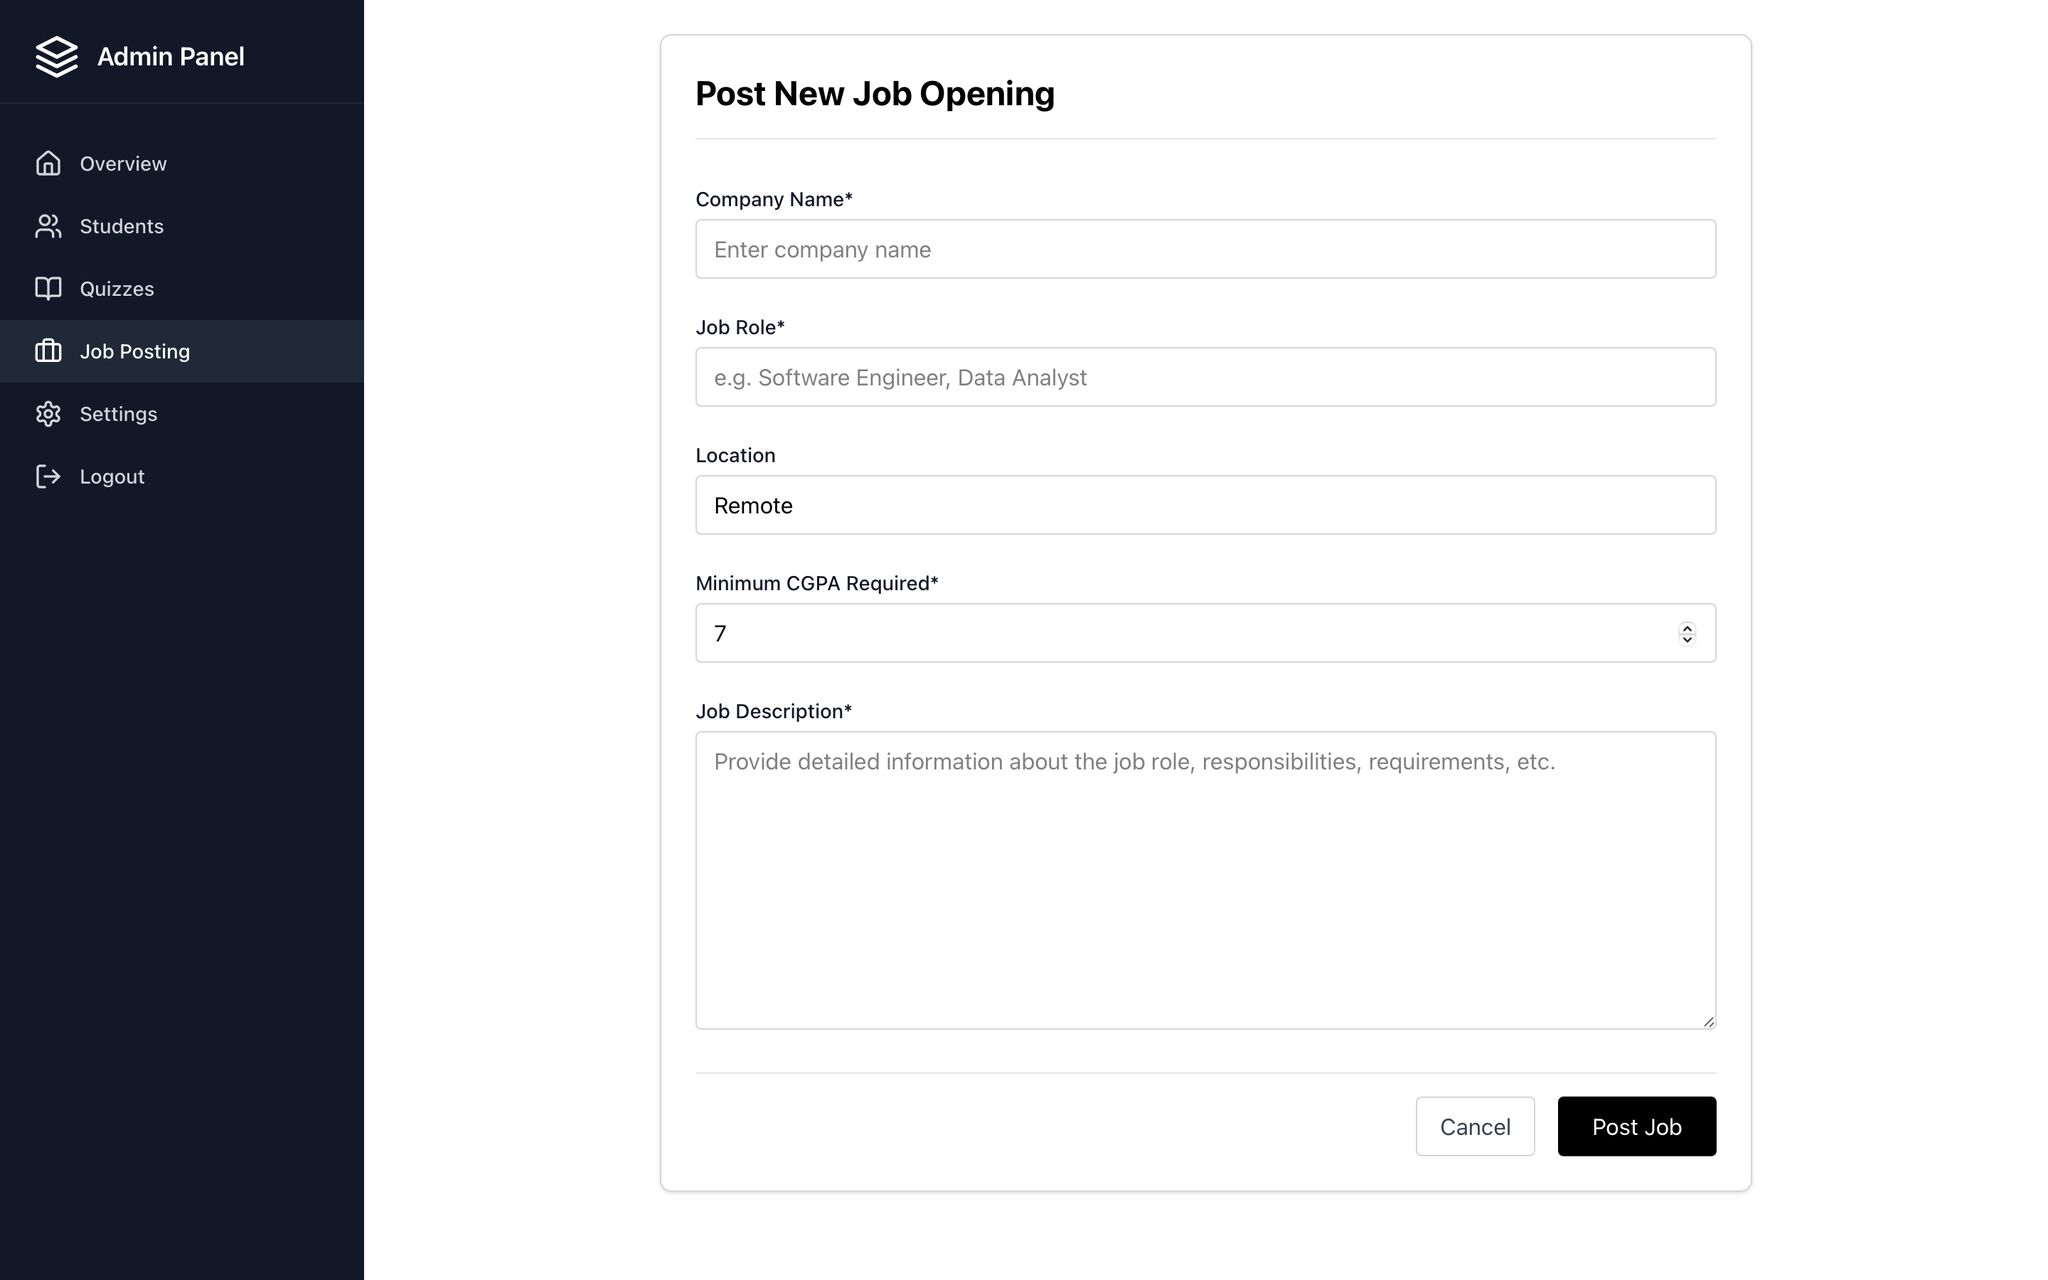 Admin Panel
Overview
Students
Quizzes
Job Posting
Settings
Logout
Post New Job Opening
Company Name*
Enter company name
Job Role*
e.g. Software Engineer, Data Analyst
Location
Remote
Minimum CGPA Required*
7
Job Description*
Provide detailed information about the job role, responsibilities, requirements, etc.
Cancel
Post Job